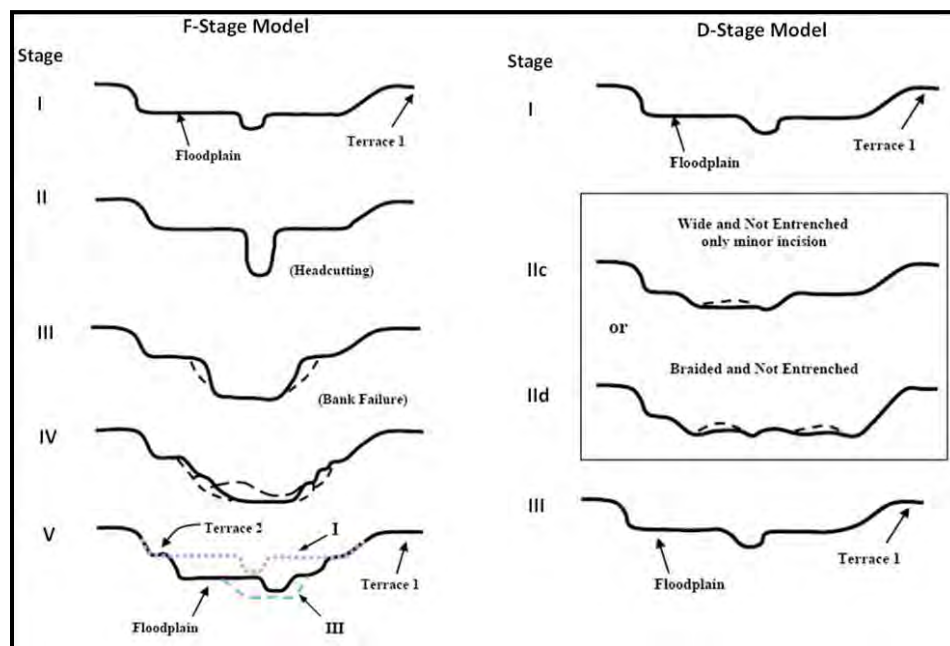 F-Stage Model
Stage
I
Floodplain
Terrace 1
II
(Headcutting)
III
(Bank Failure)
IV
V
Terrace 2
I
Terrace 1
Floodplain
III
D-Stage Model
Stage
I
Floodplain
Terrace 1
Wide and Not Entrenched
only minor incision
IIc
or
Braided and Not Entrenched
IId
III
Floodplain
Terrace 1